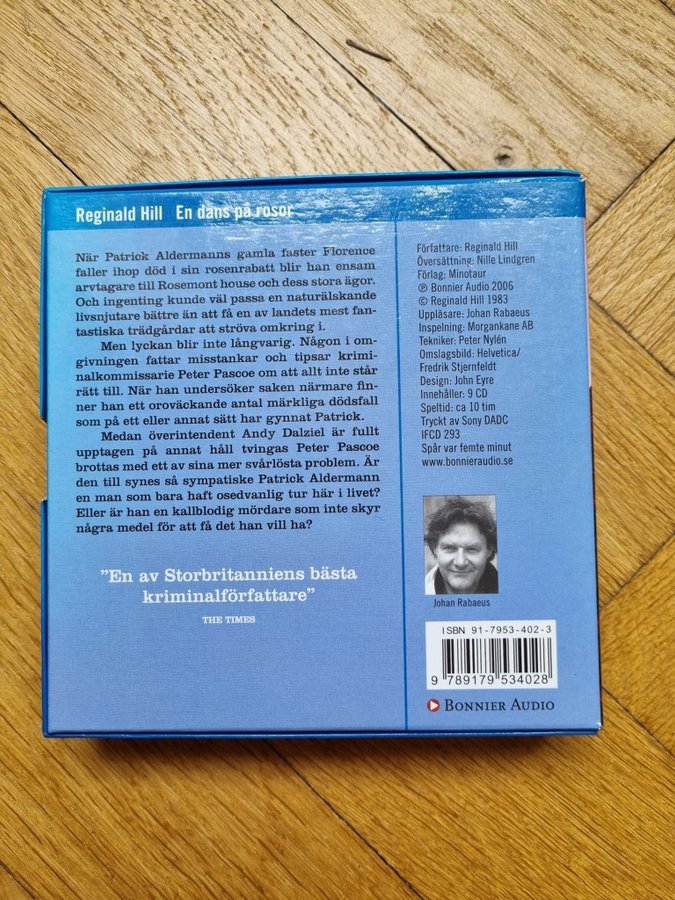 Reginald Hill En dans på rosor
När Patrick Aldermanns gamla faster Florence
faller ihop död i sin rosenrabatt blir han ensam
arvtagare till Rosemont house och dess stora ägor.
Och ingenting kunde väl passa en naturälskande
livsnjutare bättre än att få en av landets mest fan-
tastiska trädgårdar att ströva omkring i.
Men lyckan blir inte långvarig. Någon i om-
givningen fattar misstankar och tipsar krimi-
nalkommissarie Peter Pascoe om att allt inte står
rätt till. När han undersöker saken närmare fin-
ner han ett oroväckande antal märkliga dödsfall
som på ett eller annat sätt har gynnat Patrick.
Medan överintendent Andy Dalziel är fullt
upptagen på annat håll tvingas Peter Pascoe
brottas med ett av sina mer svårlösta problem. Är
den till synes så sympatiske Patrick Aldermann
en man som bara haft osedvanlig tur här i livet?
Eller är han en kallblodig mördare som inte skyr
några medel för att få det han vill ha?
”En av Storbritanniens bästa
kriminalförfattare”
THE TIMES
Författare: Reginald Hill
Översättning: Nille Lindgren
Förlag: Minotaur
℗ Bonnier Audio 2006
© Reginald Hill 1983
Uppläsare: Johan Rabaeus
Inspelning: Morgankane AB
Tekniker: Peter Nylén
Omslagsbild: Helvetica/
Fredrik Stjernfeldt
Design: John Eyre
Innehåller: 9 CD
Speltid: ca 10 tim
Tryckt av Sony DADC
IFCD 293
Spår var femte minut
www.bonnieraudio.se
Johan Rabaeus
ISBN 91-7953-402-3
9 789179 534028
BONNIER AUDIO